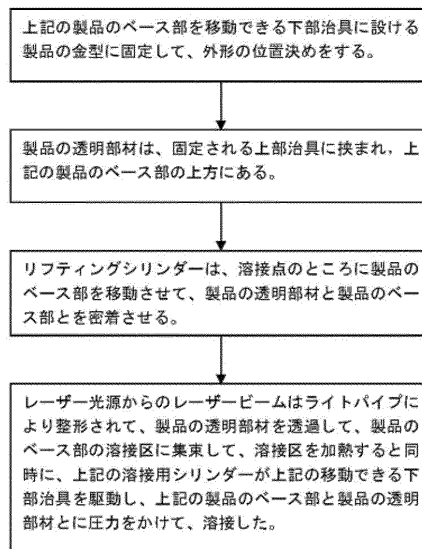 上記の製品のベース部を移動できる下部治具に設ける
製品の金型に固定して、外形の位置決めをする。
製品の透明部材は、固定される上部治具に挟まれ，上
記の製品のベース部の上方にある。
リフティングシリンダーは、溶接点のところに製品の
ベース部を移動させて、製品の透明部材と製品のベー
ス部とを密着させる。
レーザー光源からのレーザービームはライトパイプに
より整形されて、製品の透明部材を透過して、製品の
ベース部の溶接区に集束して、溶接区を加熱すると同
時に、上記の溶接用シリンダーが上記の移動できる下
部治具を駆動し、上記の製品のベース部と製品の透明
部材とに圧力をかけて、溶接した。